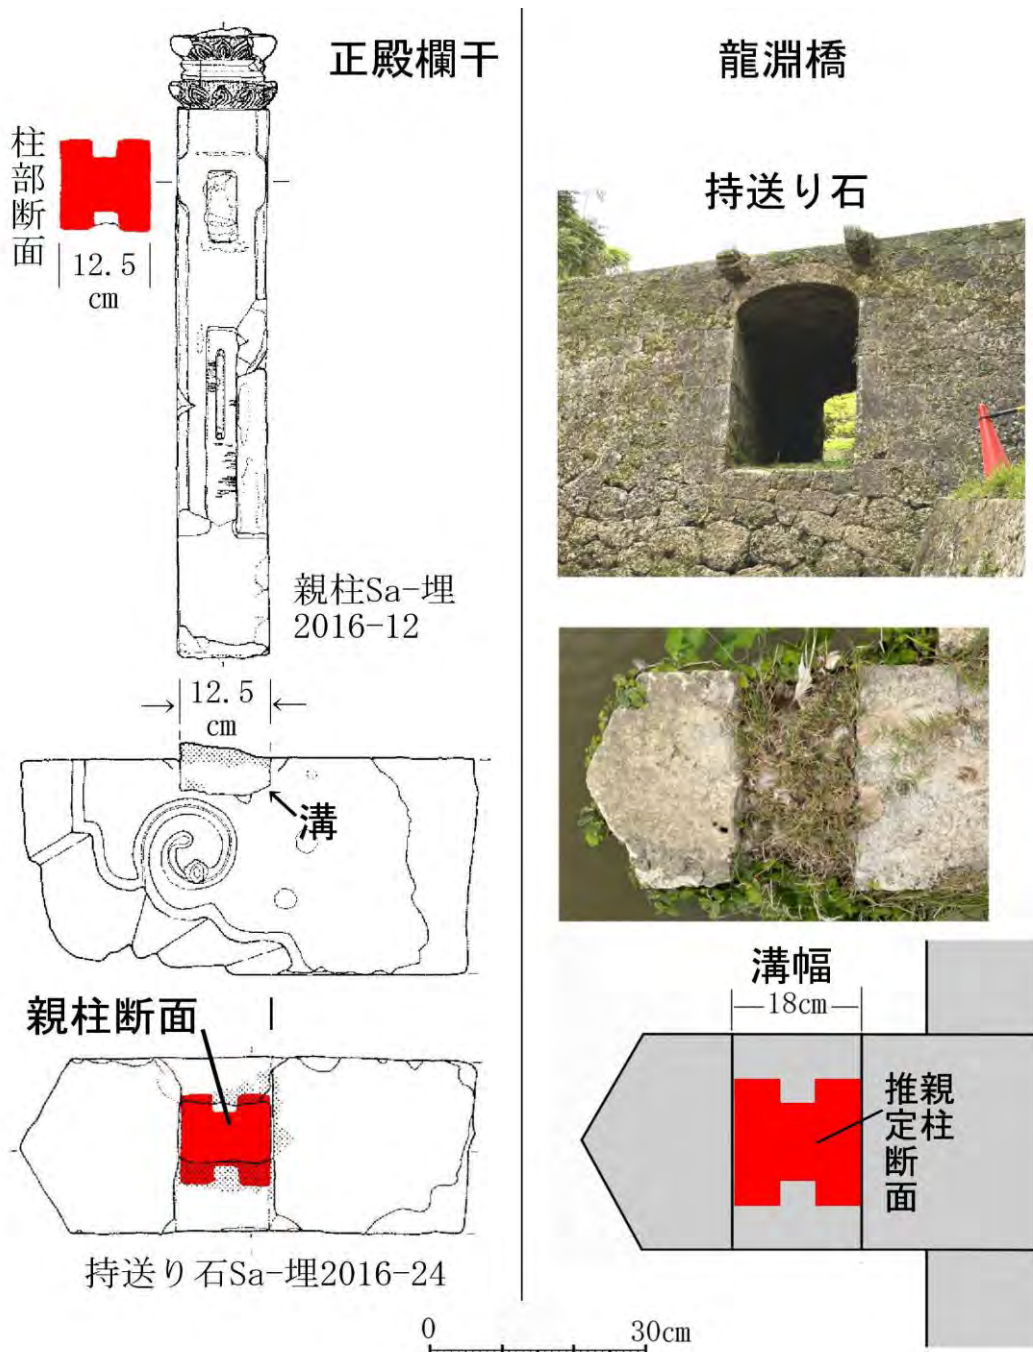 正殿欄干
柱部断面
12.5
cm
親柱Sa-埋
2016-12
12.5
cm
溝
親柱断面
持送り石Sa-埋2016-24
龍淵橋
持送り石
溝幅
18cm
親柱
推定断面
0 30cm